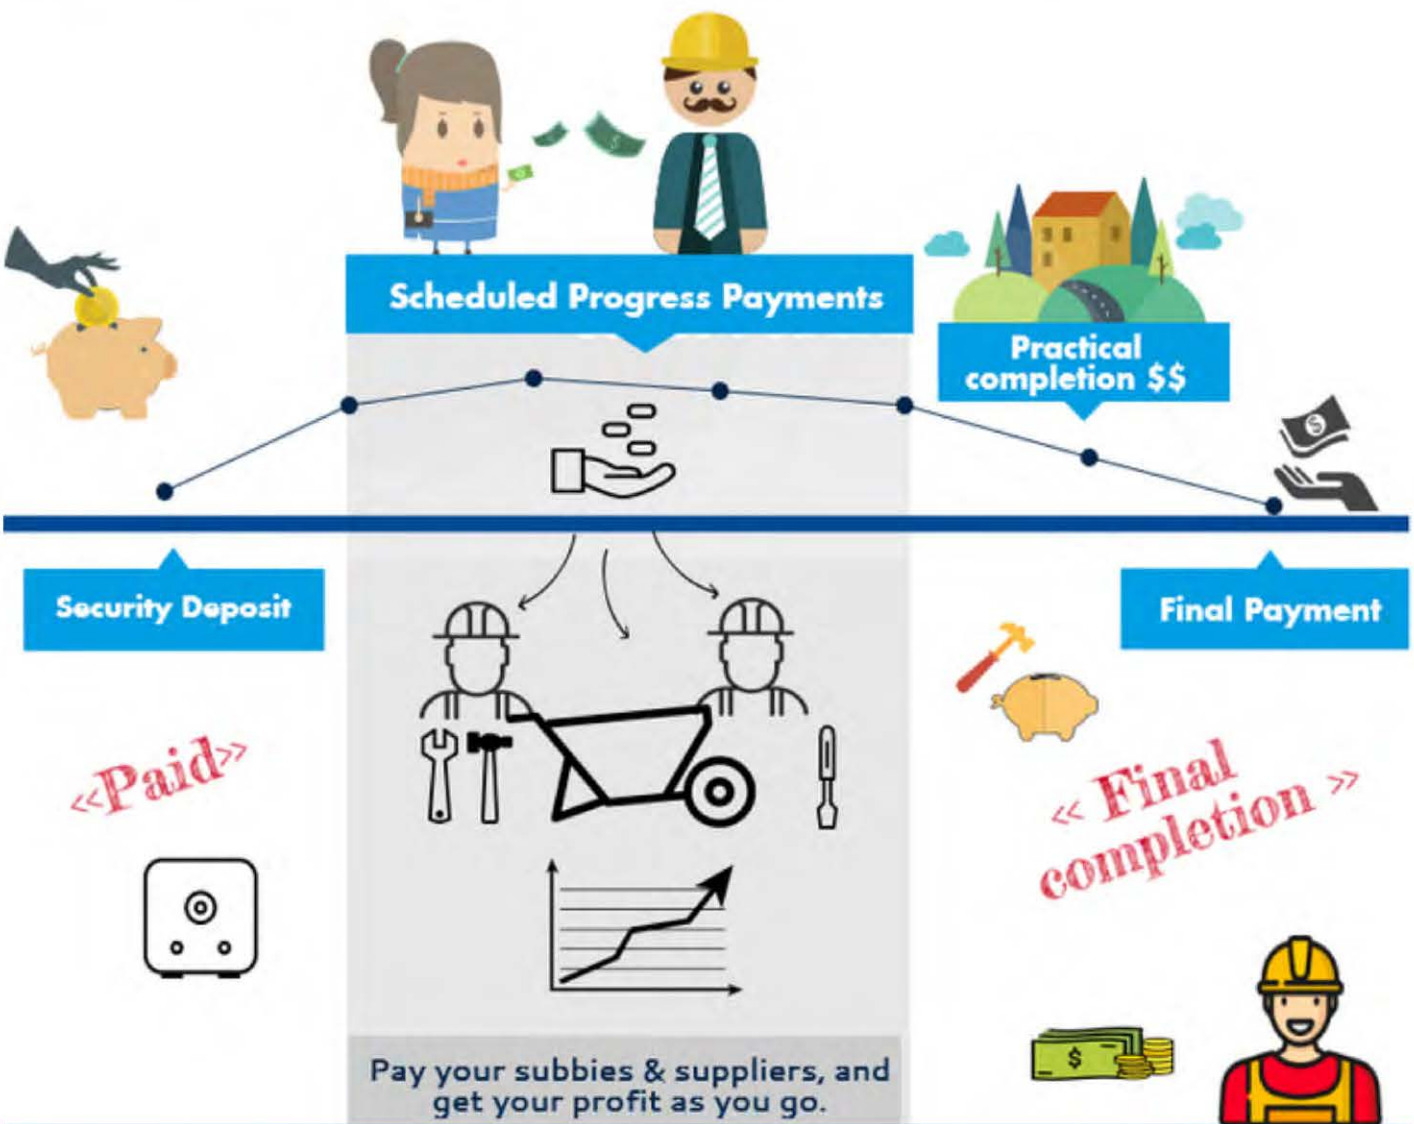 Scheduled Progress Payments
Practical
completion $$
Security Deposit
Final Payment
«Paid»
« Final
completion »
Pay your subbies & suppliers, and
get your profit as you go.